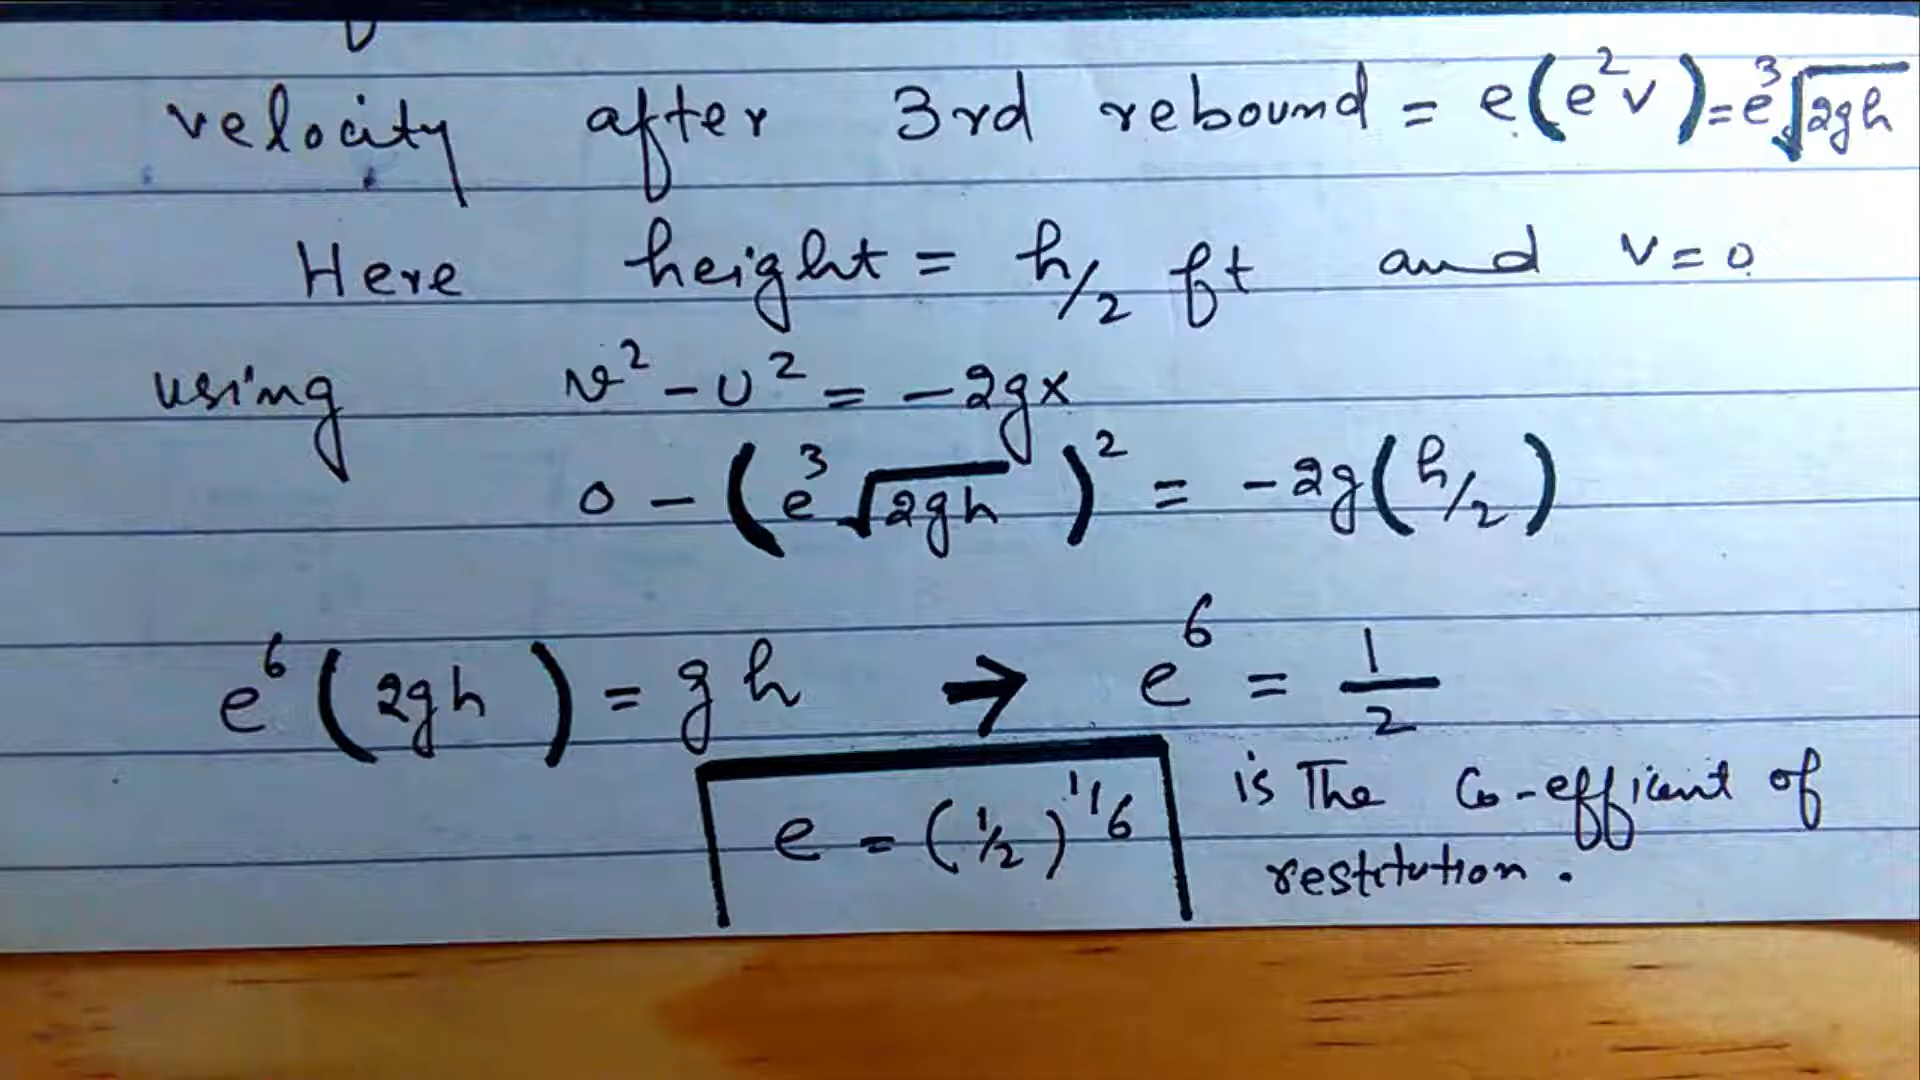 velocity after 3rd rebound = e(e²v) = e³√2gh
Here height = h/2 ft and v = 0
using v² - u² = -2gx
0 - (e³√2gh)² = -2g(h/2)
e⁶(2gh) = gh → e⁶ = 1/2
e = (1/2)^1/6 is The Co-efficient of
restitution.